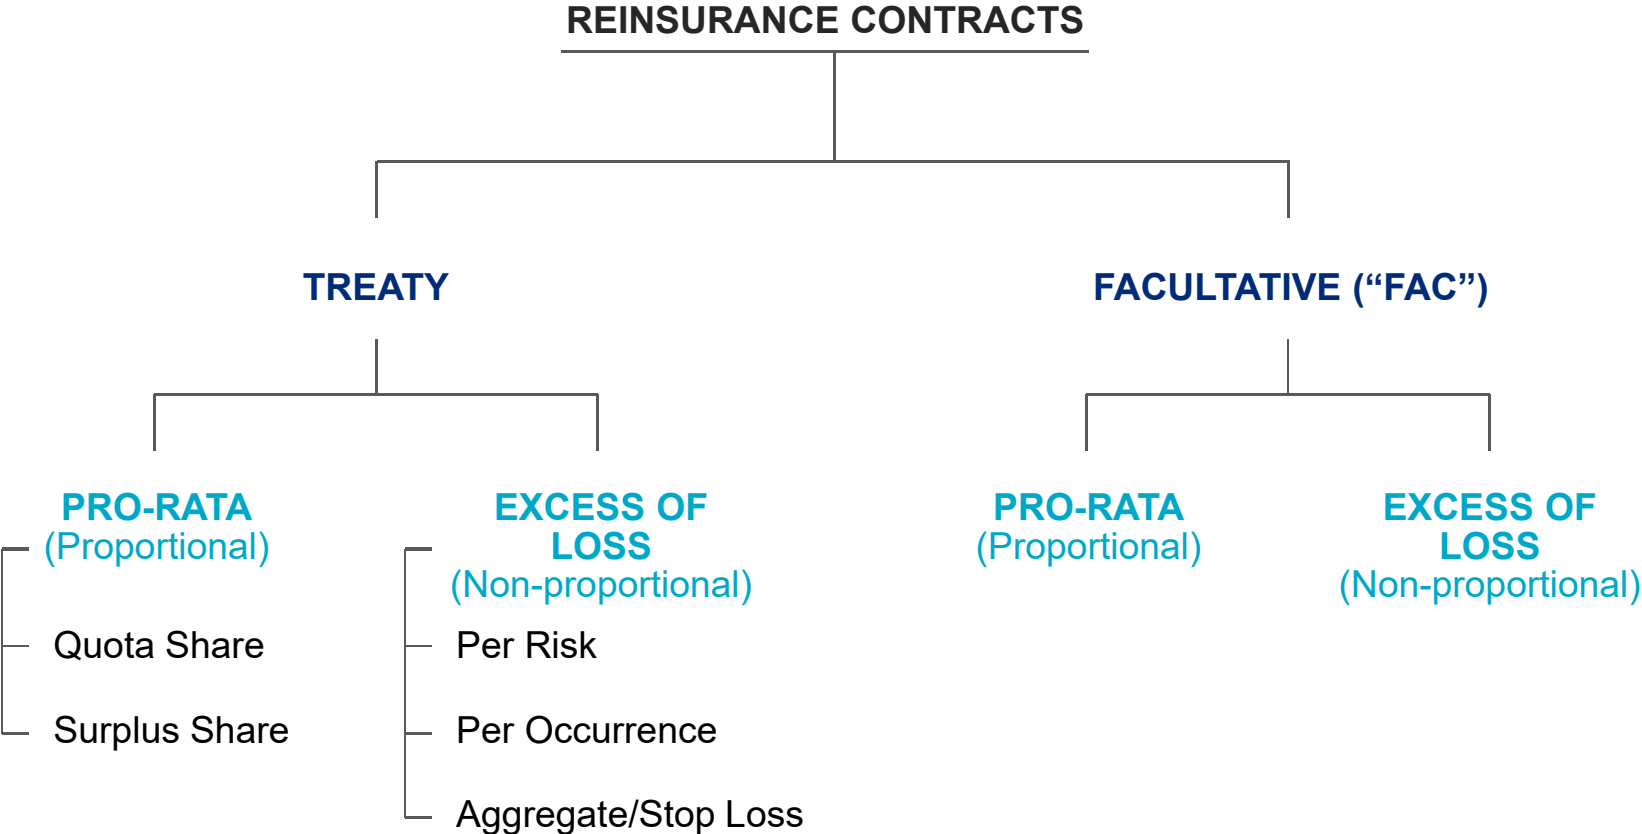 REINSURANCE CONTRACTS
TREATY
FACULTATIVE (“FAC”)
PRO-RATA
(Proportional)
Quota Share
Surplus Share
EXCESS OF
LOSS
(Non-proportional)
Per Risk
Per Occurrence
Aggregate/Stop Loss
PRO-RATA
(Proportional)
EXCESS OF
LOSS
(Non-proportional)